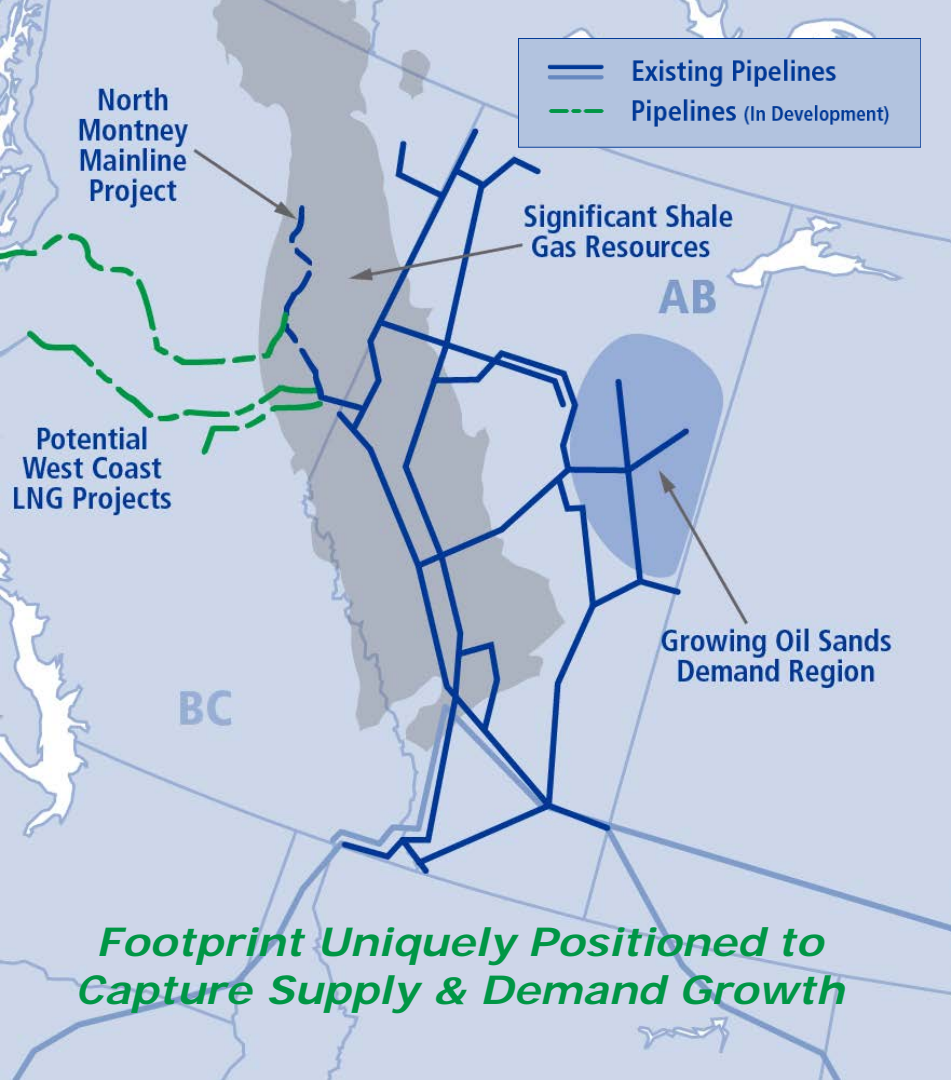 Existing Pipelines
Pipelines (In Development)
North
Montney
Mainline
Project
Significant Shale
Gas Resources
AB
Potential
West Coast
LNG Projects
Growing Oil Sands
Demand Region
BC
Footprint Uniquely Positioned to
Capture Supply & Demand Growth